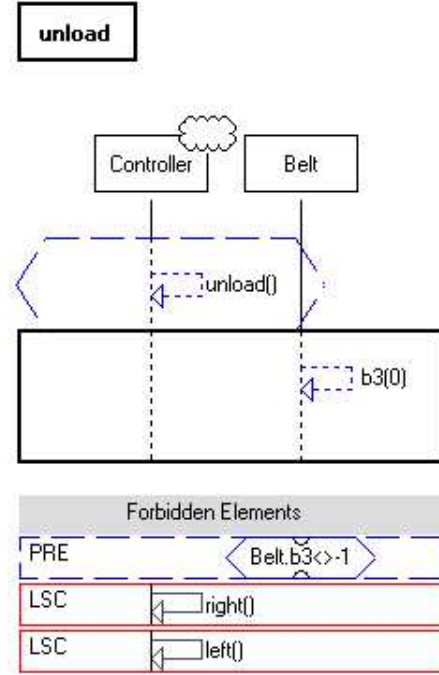 unload
Controller
Belt
unload()
b3(0)
Forbidden Elements
PRE
Belt.b3<>-1
LSC
right()
LSC
left()